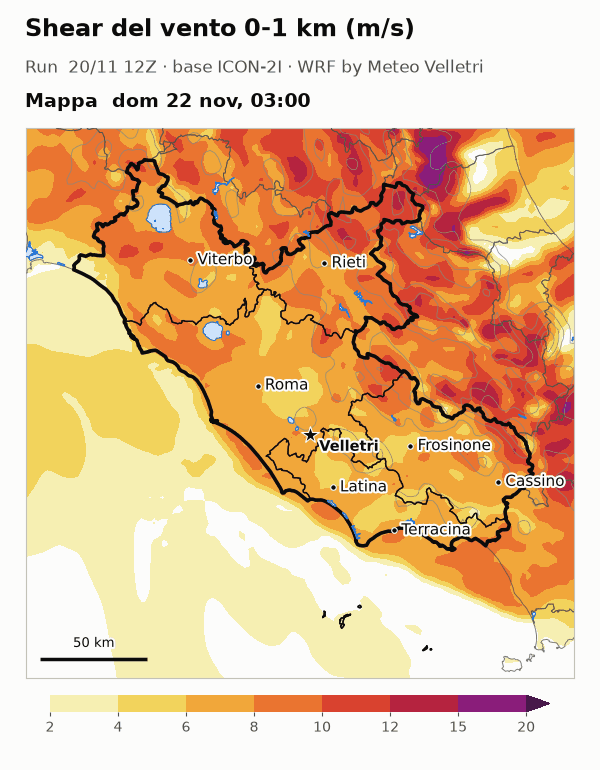 Shear del vento 0-1 km (m/s)
Run  20/11 12Z · base ICON-2I · WRF by Meteo Velletri
Mappa  dom 22 nov, 03:00
Viterbo
Rieti
Roma
Velletri
Frosinone
Latina
Cassino
Terracina
50 km
2 4 6 8 10 12 15 20